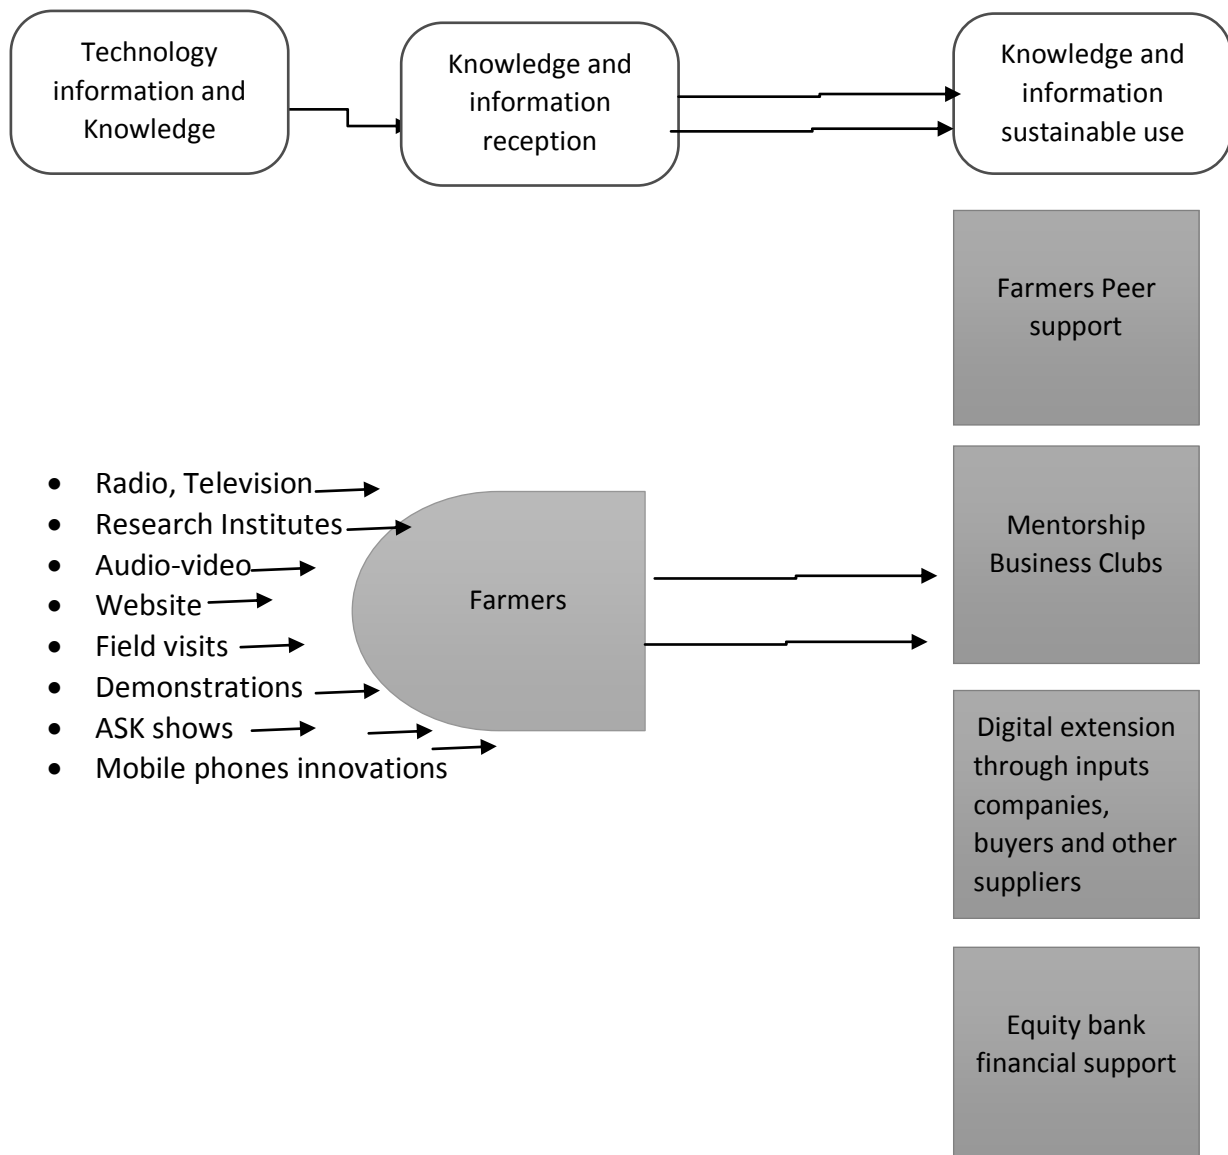 Technology
information and
Knowledge
Knowledge and
information
reception
Knowledge and
information
sustainable use
Farmers Peer
support
• Radio, Television
• Research Institutes
• Audio-video
• Website
• Field visits
• Demonstrations
• ASK shows
• Mobile phones innovations
Farmers
Mentorship
Business Clubs
Digital extension
through inputs
companies,
buyers and other
suppliers
Equity bank
financial support